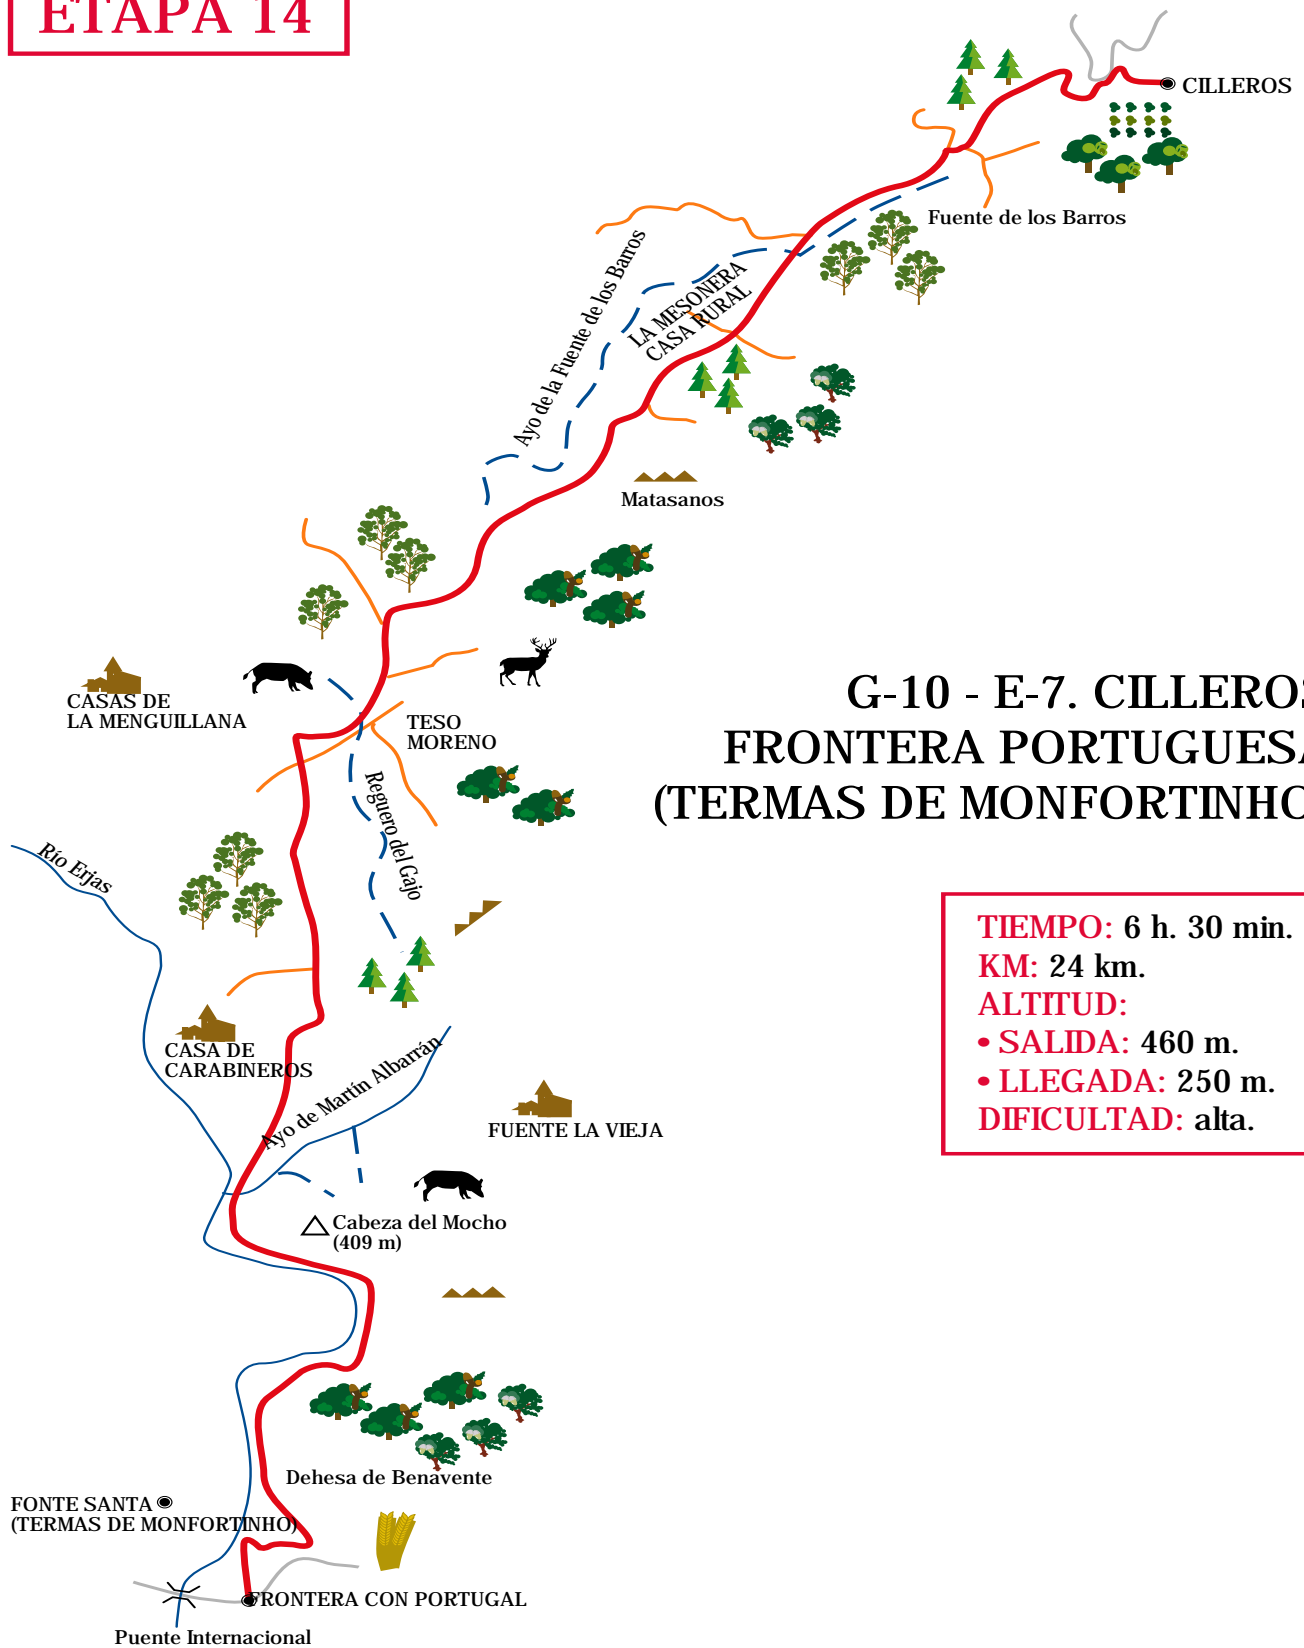 ETAPA 14
CILLEROS
Fuente de los Barros
Ayo de la Fuente de los Barros
LA MESONERA
CASA RURAL
Matasanos
CASAS DE
LA MENGUILLANA
TESO
MORENO
G-10 - E-7. CILLEROS
FRONTERA PORTUGUESA
(TERMAS DE MONFORTINHO
Reguero del Gajo
Río Erjas
TIEMPO: 6 h. 30 min.
KM: 24 km.
ALTITUD:
• SALIDA: 460 m.
• LLEGADA: 250 m.
DIFICULTAD: alta.
CASA DE
CARABINEROS
Ayo de Martín Albarrán
FUENTE LA VIEJA
Cabeza del Mocho
(409 m)
Dehesa de Benavente
FONTE SANTA
(TERMAS DE MONFORTINHO)
FRONTERA CON PORTUGAL
Puente Internacional